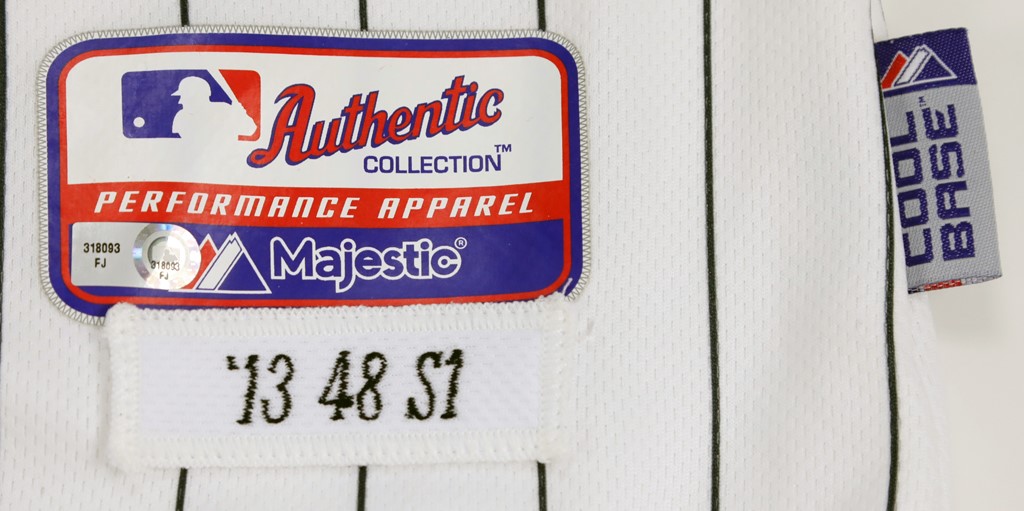 Authentic
COLLECTION™
PERFORMANCE APPAREL
318093
FJ
318093
FJ
Majestic®
'13 48 S1
COOL
BASE™